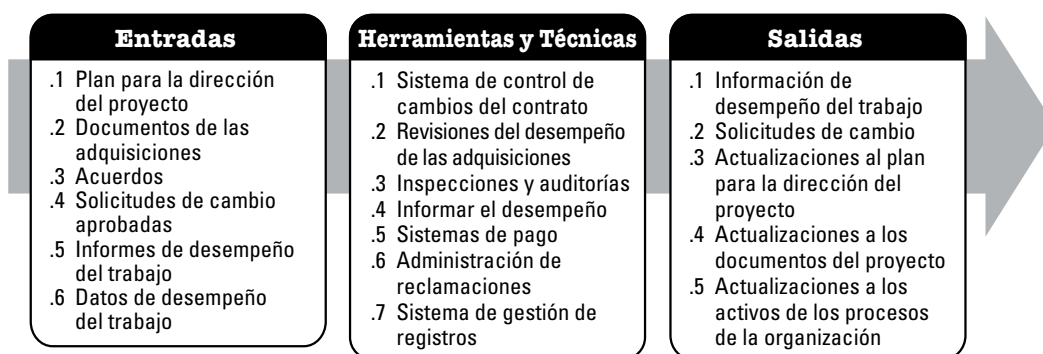 Entradas
.1 Plan para la dirección
del proyecto
.2 Documentos de las
adquisiciones
.3 Acuerdos
.4 Solicitudes de cambio
aprobadas
.5 Informes de desempeño
del trabajo
.6 Datos de desempeño
del trabajo
Herramientas y Técnicas
.1 Sistema de control de
cambios del contrato
.2 Revisiones del desempeño
de las adquisiciones
.3 Inspecciones y auditorías
.4 Informar el desempeño
.5 Sistemas de pago
.6 Administración de
reclamaciones
.7 Sistema de gestión de
registros
Salidas
.1 Información de
desempeño del trabajo
.2 Solicitudes de cambio
.3 Actualizaciones al plan
para la dirección del
proyecto
.4 Actualizaciones a los
documentos del proyecto
.5 Actualizaciones a los
activos de los procesos
de la organización